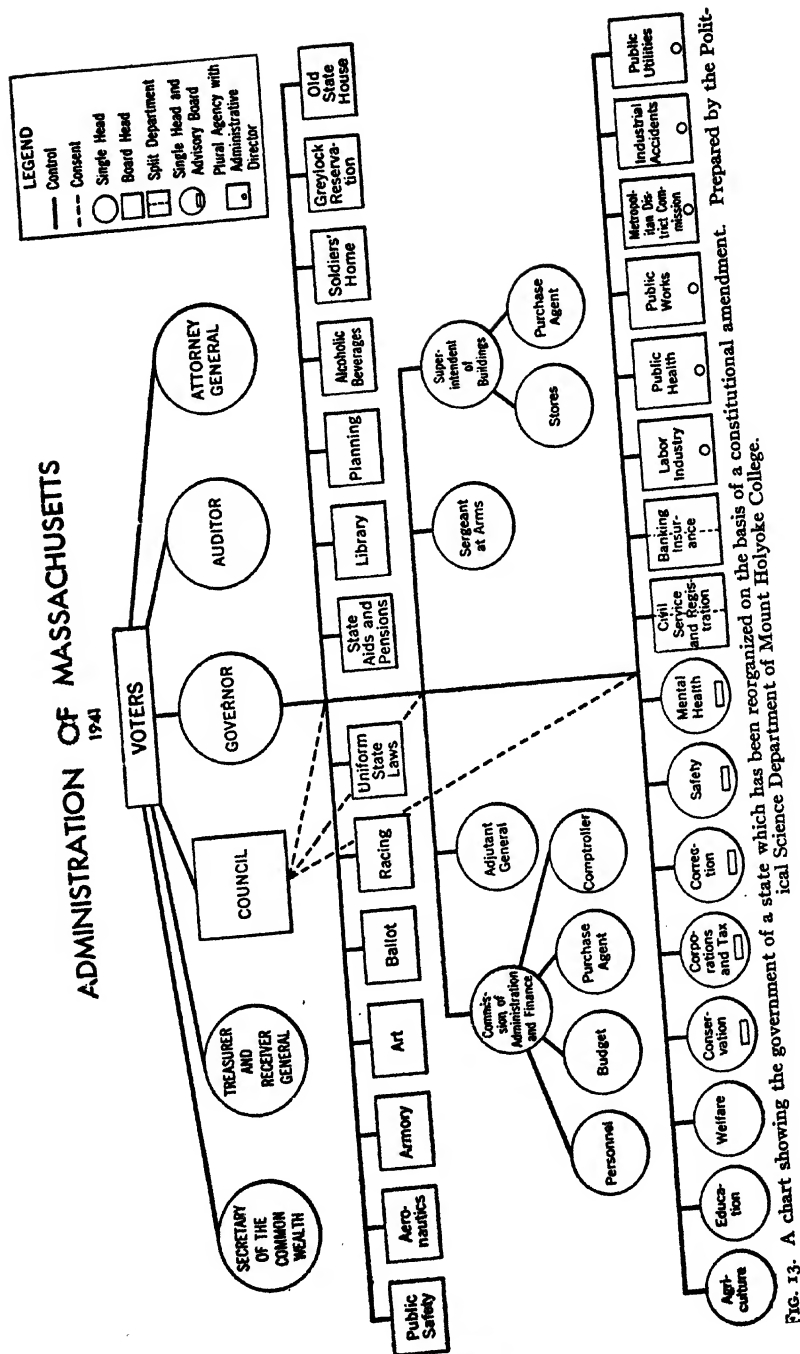 ADMINISTRATION OF MASSACHUSETTS
1941
LEGEND
Control
Consent
Single Head
Board Head
Split Department
Single Head and
Advisory Board
Plural Agency with
Administrative
Director
VOTERS
SECRETARY
OF THE
COMMON
WEALTH
TREASURER
AND
RECEIVER
GENERAL
COUNCIL
GOVERNOR
AUDITOR
ATTORNEY
GENERAL
Public
Safety
Aero-
nautics
Armory
Art
Ballot
Racing
Uniform
State
Laws
State
Aids and
Pensions
Library
Planning
Alcoholic
Beverages
Soldiers'
Home
Greylock
Reserva-
tion
Old
State
House
Commis-
sion of
Administration
and Finance
Personnel
Budget
Purchase
Agent
Comptroller
Adjutant
General
Sergeant
at Arms
Super-
intendent
of
Buildings
Stores
Purchase
Agent
Agri-
culture
Educa-
tion
Welfare
Conser-
vation
Corpo-
rations
and Tax
Correc-
tion
Safety
Mental
Health
Civil
Service
and Regis-
tration
Banking
Insur-
ance
Labor
Industry
Public
Health
Public
Works
Metropol-
itan Dis-
trict Com-
mission
Industrial
Accidents
Public
Utilities
FIG. 13. A chart showing the government of a state which has been reorganized on the basis of a constitutional amendment. Prepared by the Polit-
ical Science Department of Mount Holyoke College.